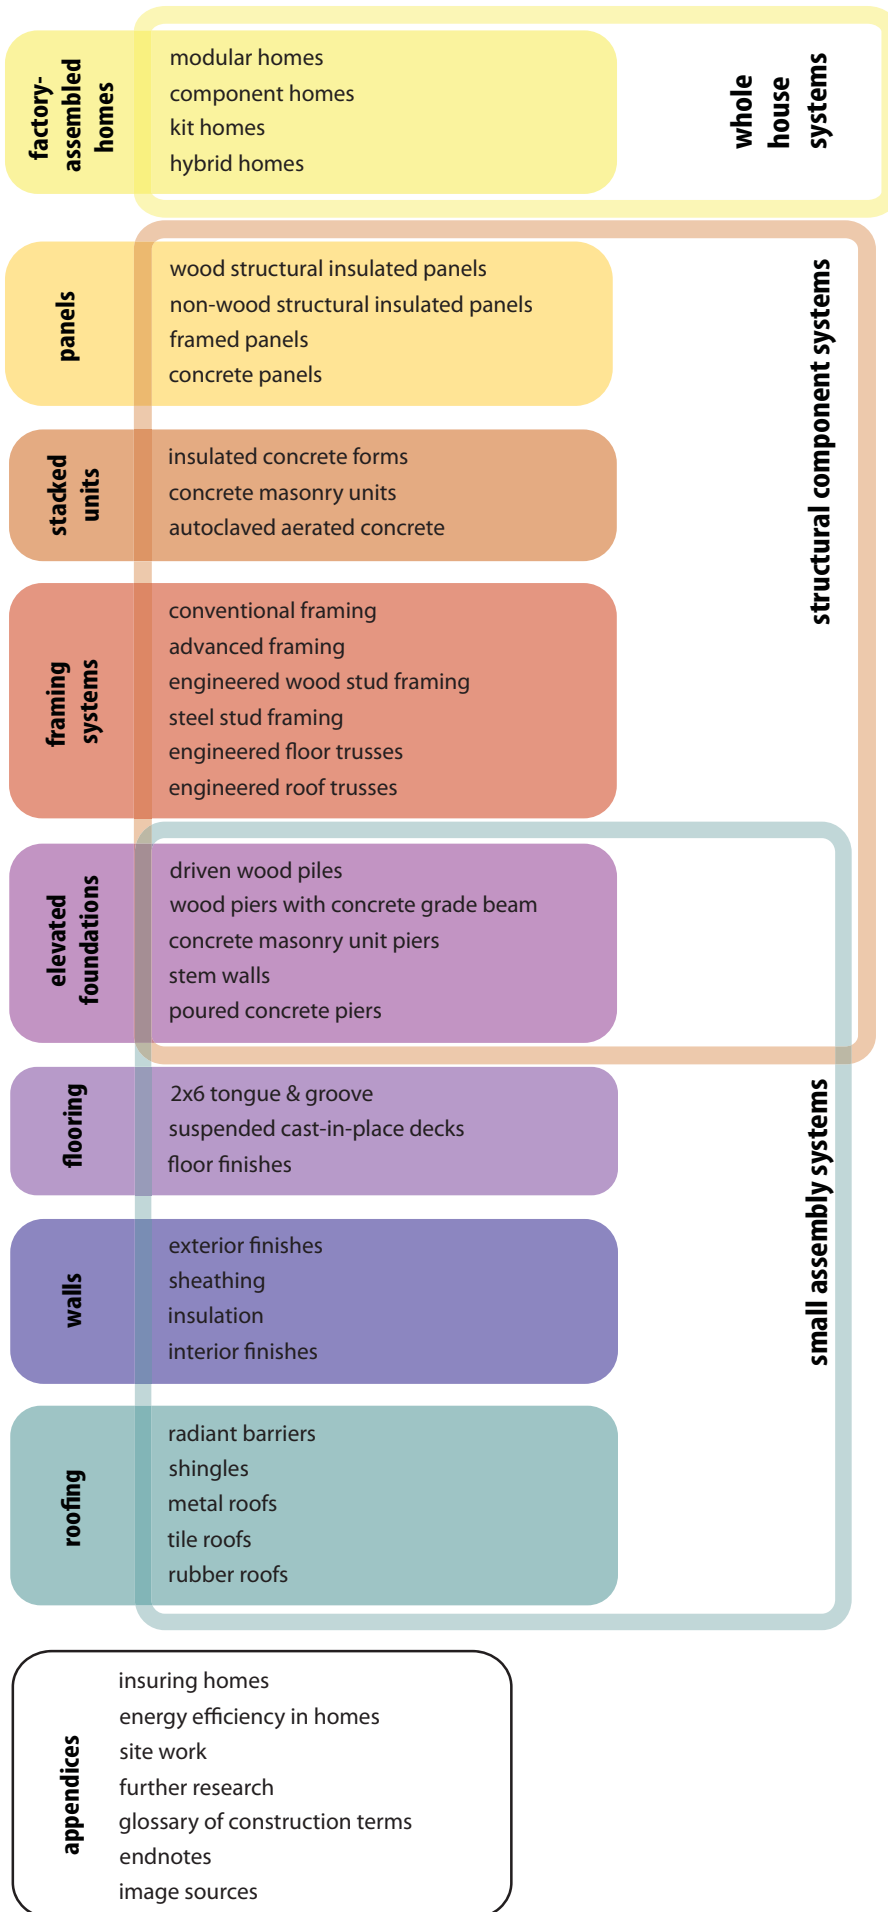 factory-
assembled
homes
modular homes
component homes
kit homes
hybrid homes
whole
house
systems
panels
wood structural insulated panels
non-wood structural insulated panels
framed panels
concrete panels
structural component systems
stacked
units
insulated concrete forms
concrete masonry units
autoclaved aerated concrete
framing
systems
conventional framing
advanced framing
engineered wood stud framing
steel stud framing
engineered floor trusses
engineered roof trusses
elevated
foundations
driven wood piles
wood piers with concrete grade beam
concrete masonry unit piers
stem walls
poured concrete piers
flooring
2x6 tongue & groove
suspended cast-in-place decks
floor finishes
small assembly systems
walls
exterior finishes
sheathing
insulation
interior finishes
roofing
radiant barriers
shingles
metal roofs
tile roofs
rubber roofs
appendices
insuring homes
energy efficiency in homes
site work
further research
glossary of construction terms
endnotes
image sources